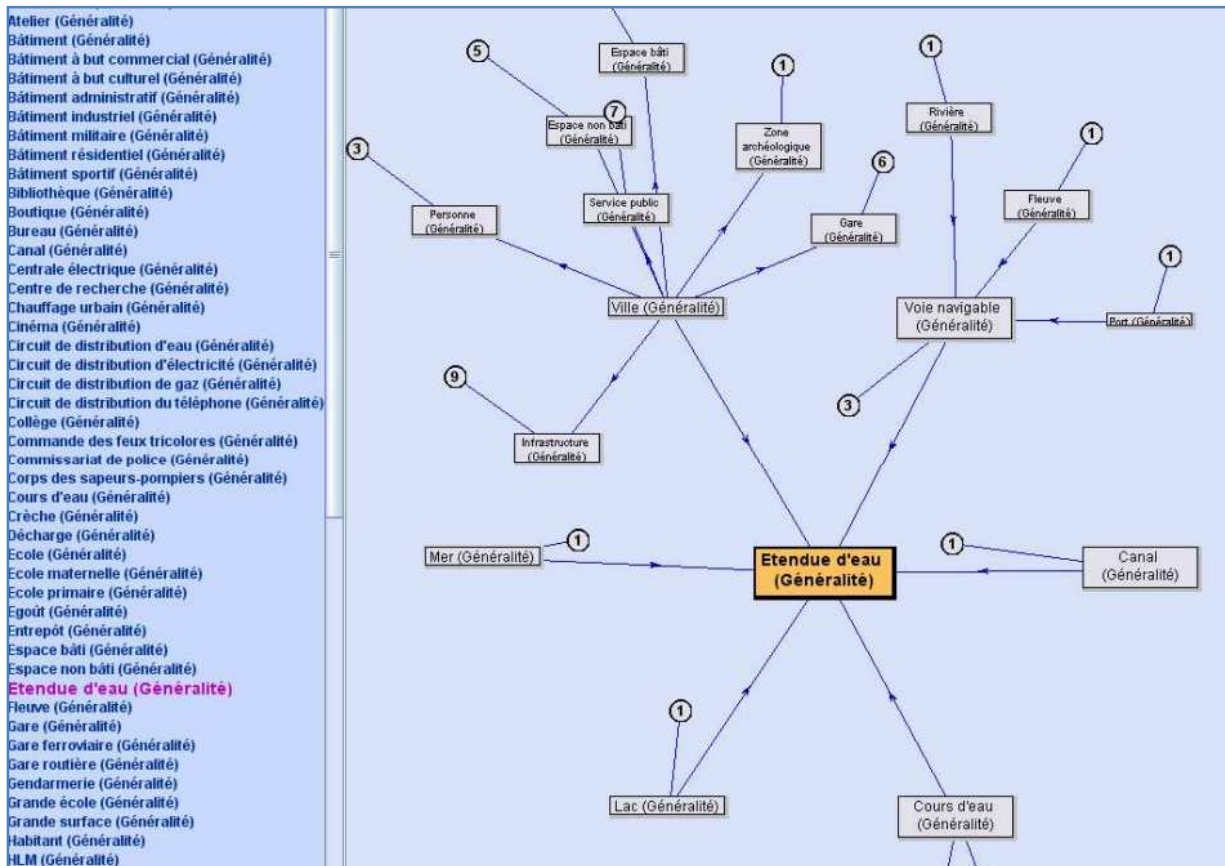 Atelier (Généralité)
Bâtiment (Généralité)
Bâtiment à but commercial (Généralité)
Bâtiment à but culturel (Généralité)
Bâtiment administratif (Généralité)
Bâtiment industriel (Généralité)
Bâtiment militaire (Généralité)
Bâtiment résidentiel (Généralité)
Bâtiment sportif (Généralité)
Bibliothèque (Généralité)
Boutique (Généralité)
Bureau (Généralité)
Canal (Généralité)
Centrale électrique (Généralité)
Centre de recherche (Généralité)
Chauffage urbain (Généralité)
Cinéma (Généralité)
Circuit de distribution d'eau (Généralité)
Circuit de distribution d'électricité (Généralité)
Circuit de distribution de gaz (Généralité)
Circuit de distribution du téléphone (Généralité)
Collège (Généralité)
Commande des feux tricolores (Généralité)
Commissariat de police (Généralité)
Corps des sapeurs-pompiers (Généralité)
Cours d'eau (Généralité)
Crèche (Généralité)
Décharge (Généralité)
Ecole (Généralité)
Ecole maternelle (Généralité)
Ecole primaire (Généralité)
Egoût (Généralité)
Entrepôt (Généralité)
Espace bâti (Généralité)
Espace non bâti (Généralité)
Etendue d'eau (Généralité)
Fleuve (Généralité)
Gare (Généralité)
Gare ferroviaire (Généralité)
Gare routière (Généralité)
Gendarmerie (Généralité)
Grande école (Généralité)
Grande surface (Généralité)
Habitant (Généralité)
HLM (Généralité)
5
Espace bâti
(Généralité)
1
1
Rivière
(Généralité)
7
Espace non bâti
(Généralité)
Zone
archéologique
(Généralité)
1
3
6
Personne
(Généralité)
Service public
(Généralité)
Gare
(Généralité)
Fleuve
(Généralité)
1
Ville (Généralité)
Voie navigable
(Généralité)
Port (Généralité)
9
3
Infrastructure
(Généralité)
Mer (Généralité)
1
Etendue d'eau
(Généralité)
1
Canal
(Généralité)
1
Lac (Généralité)
Cours d'eau
(Généralité)